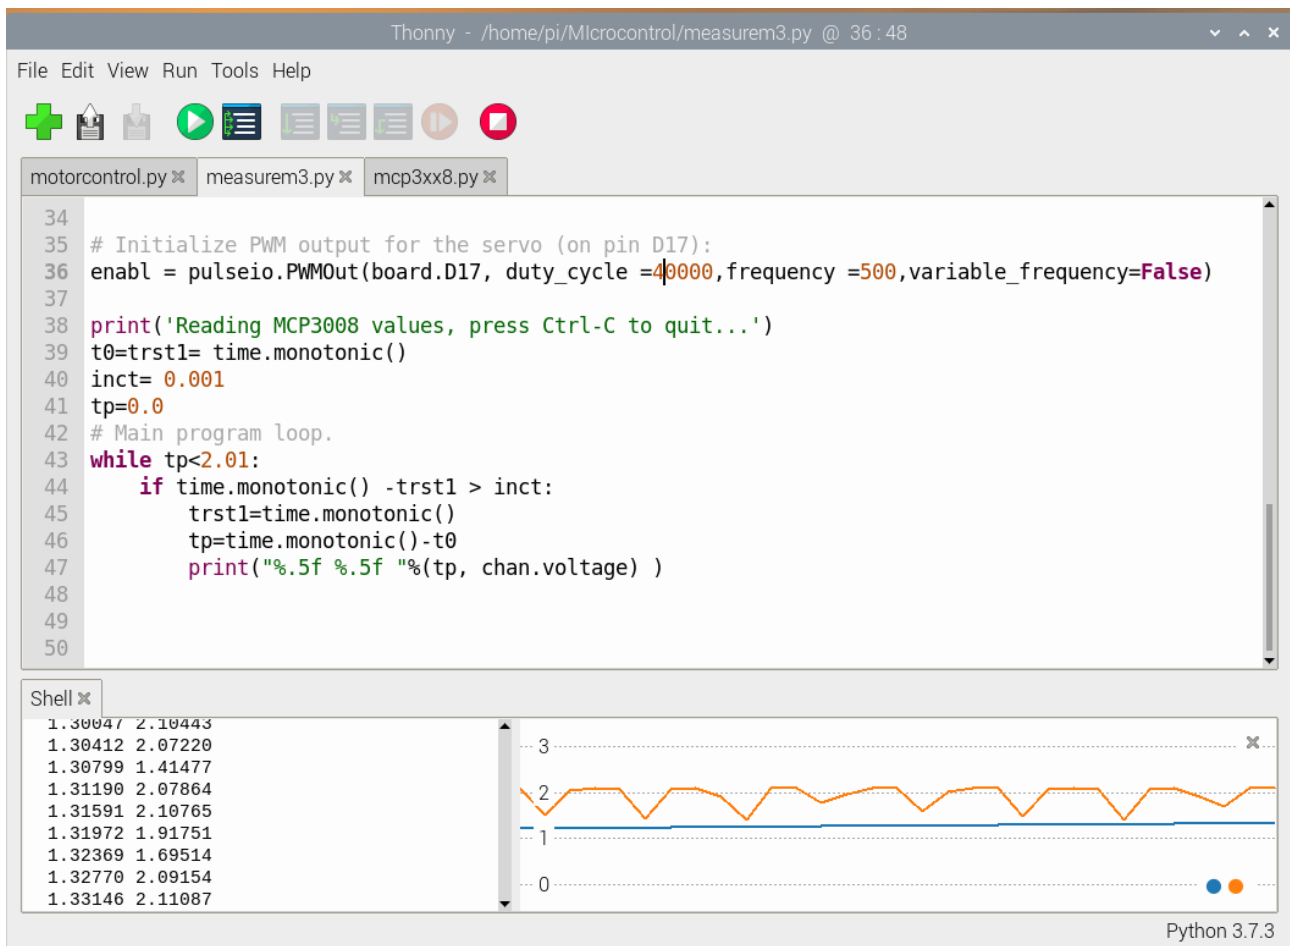 Thonny - /home/pi/MIcrocontrol/measurem3.py @ 36 : 48
File Edit View Run Tools Help
motorcontrol.py measurem3.py mcp3xx8.py
34
35 # Initialize PWM output for the servo (on pin D17):
36 enabl = pulseio.PWMOut(board.D17, duty_cycle =40000,frequency =500,variable_frequency=False)
37
38 print('Reading MCP3008 values, press Ctrl-C to quit...')
39 t0=trst1= time.monotonic()
40 inct= 0.001
41 tp=0.0
42 # Main program loop.
43 while tp<2.01:
44     if time.monotonic() -trst1 > inct:
45         trst1=time.monotonic()
46         tp=time.monotonic()-t0
47         print("%.5f %.5f "%(tp, chan.voltage) )
48
49
50
Shell
1.30047 2.10443
1.30412 2.07220
1.30799 1.41477
1.31190 2.07864
1.31591 2.10765
1.31972 1.91751
1.32369 1.69514
1.32770 2.09154
1.33146 2.11087
3
2
1
0
Python 3.7.3